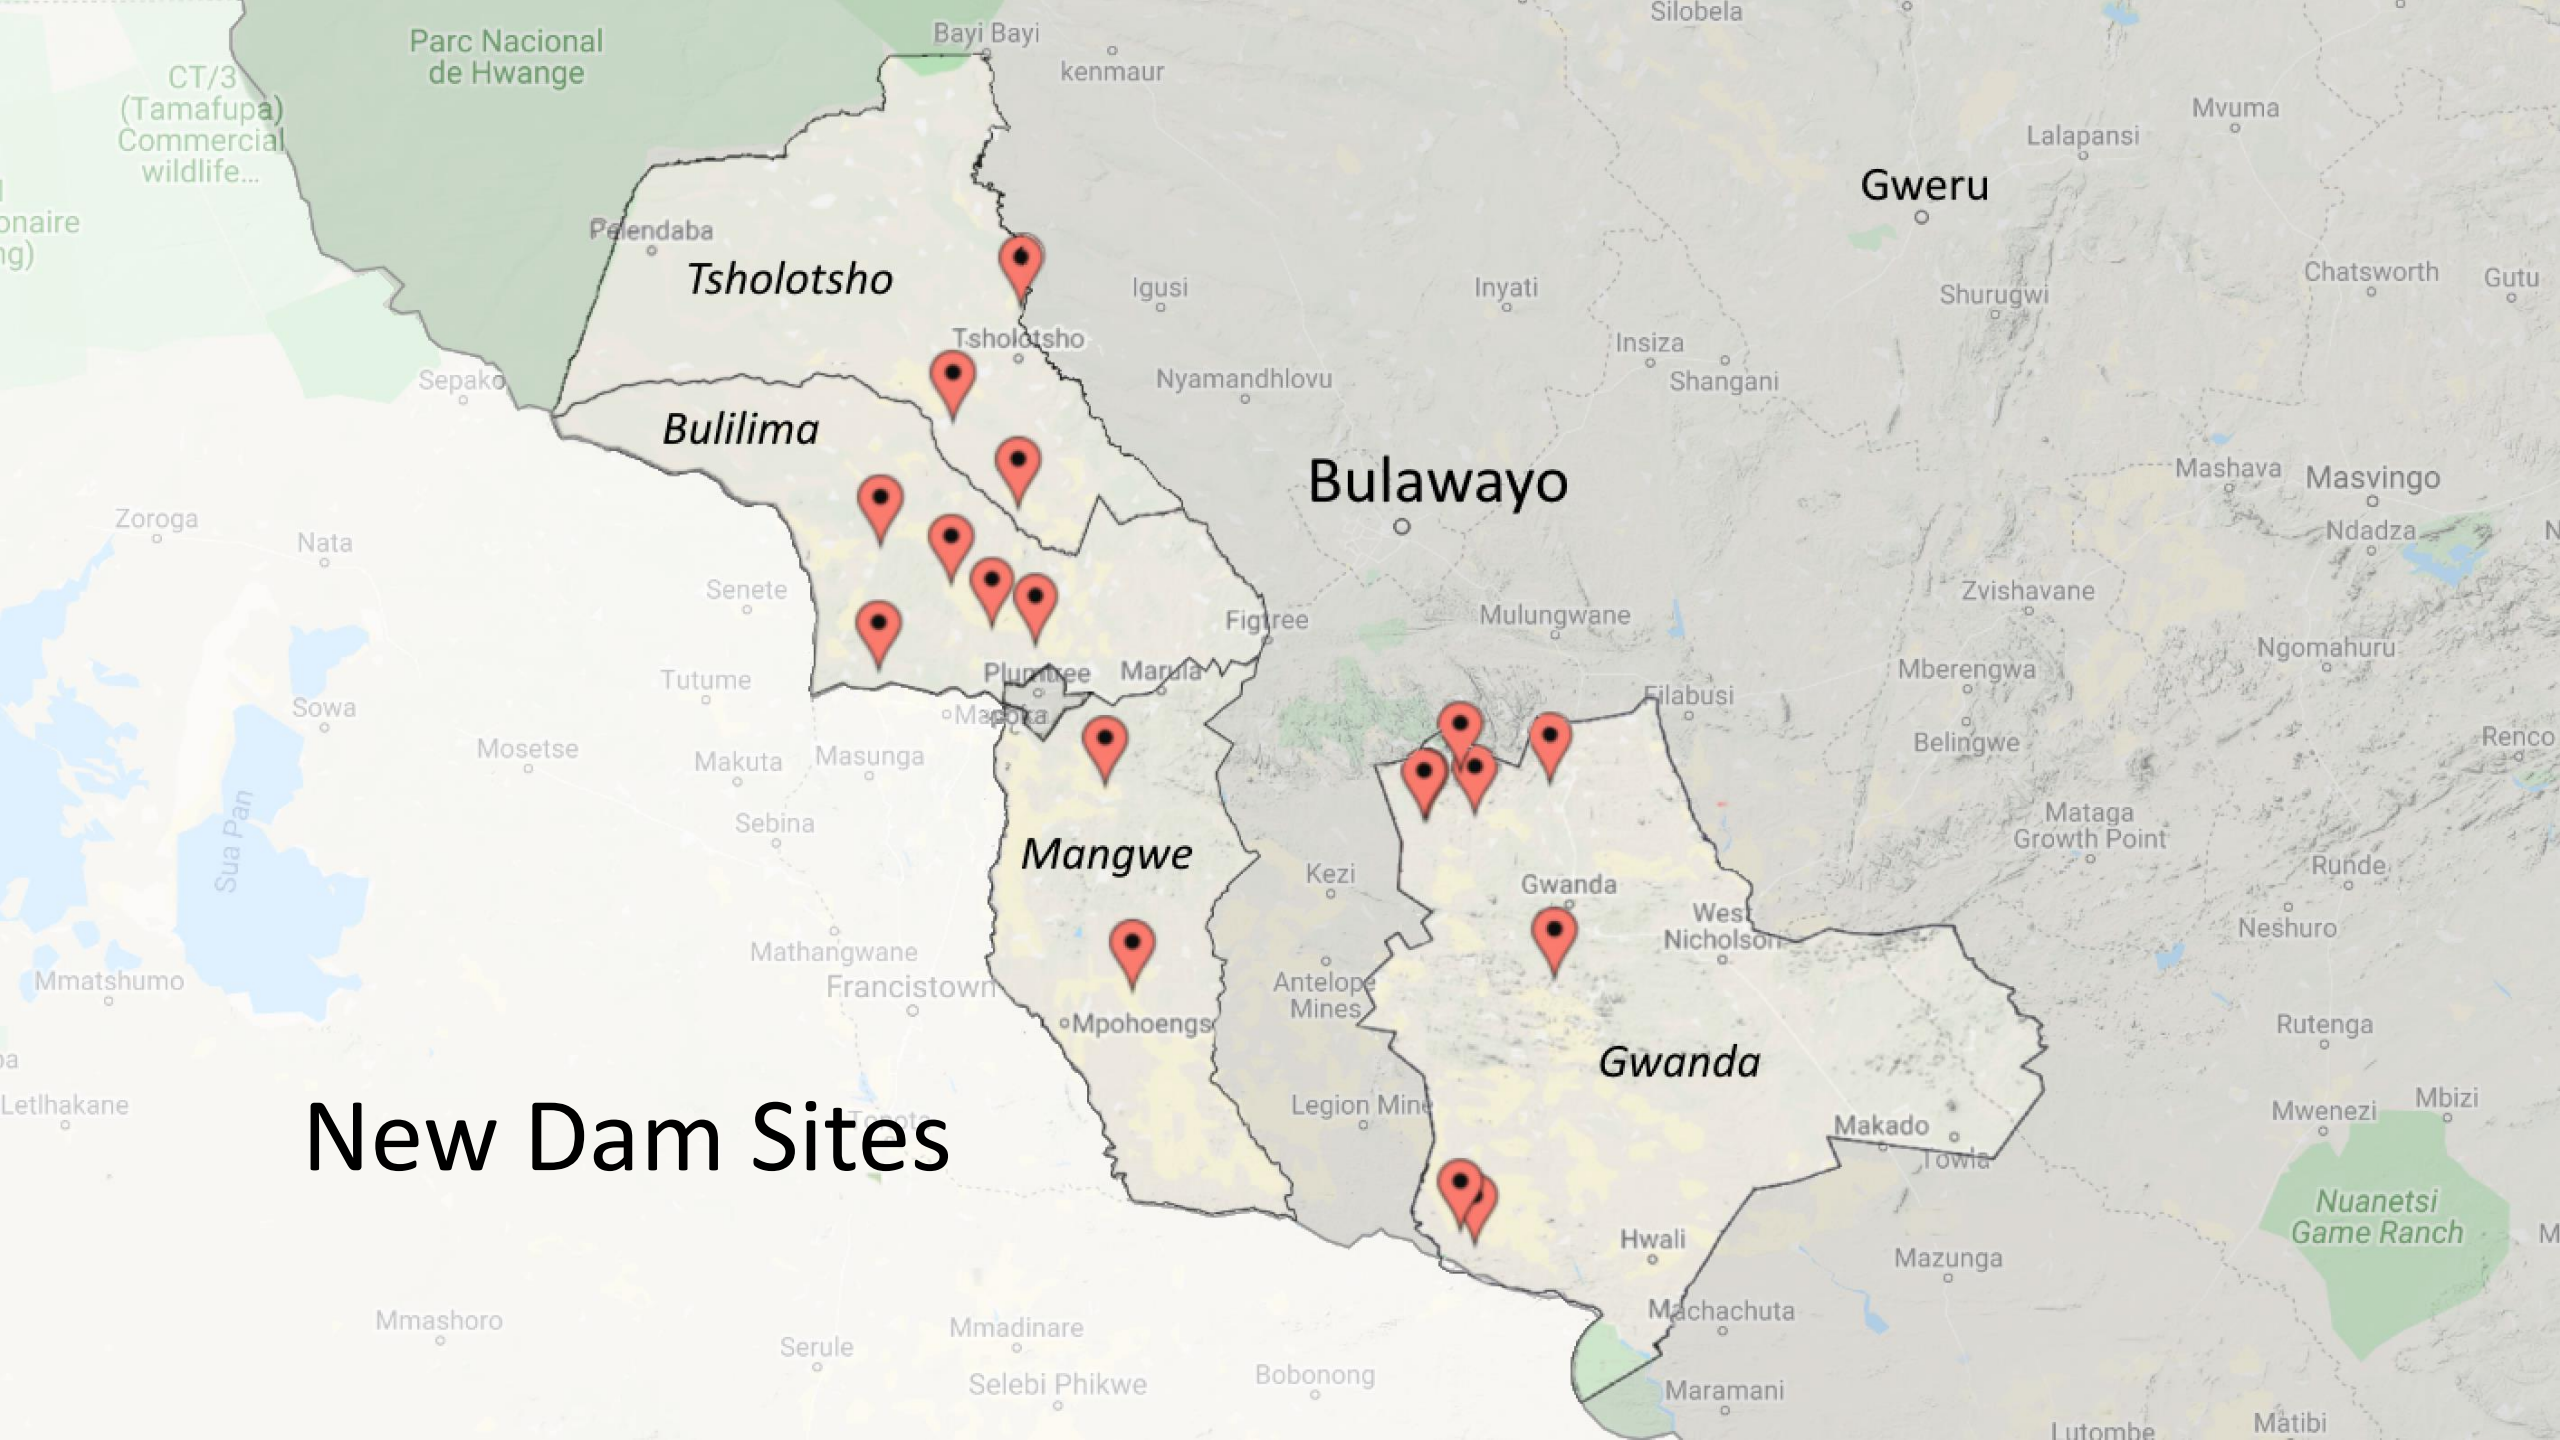 Silobela
Bayi Bayi
Parc Nacional
de Hwange
kenmaur
CT/3
(Tamafupa)
Commercial
wildlife...
Mvuma
Lalapansi
Gweru
onaire
ng)
Pelendaba
Tsholotsho
Igusi
Inyati
Chatsworth
Gutu
Shurugwi
Tsholotsho
Insiza
Sepako
Nyamandhlovu
Shangani
Bulilima
Bulawayo
Mashava
Masvingo
Zoroga
Nata
Ndadza
N
Senete
Zvishavane
Figtree
Mulungwane
Ngomahuru
Tutume
Plumtree
Marula
Mberengwa
Filabusi
Sowa
Mapoka
Mosetse
Makuta
Masunga
Belingwe
Renco
Sua Pan
Sebina
Mataga
Growth Point
Mangwe
Kezi
Gwanda
Runde
West
Nicholson
Neshuro
Mathangwane
Mmatshumo
Francistown
Antelope
Mines
Mpohoengs
Rutenga
Gwanda
Letlhakane
Legion Mine
Mwenezi
Mbizi
New Dam Sites
Tonota
Makado
Towla
Nuanetsi
Game Ranch
Hwali
M
Mazunga
Mmashoro
Machachuta
Mmadinare
Serule
Selebi Phikwe
Bobonong
Maramani
Lutombe
Matibi